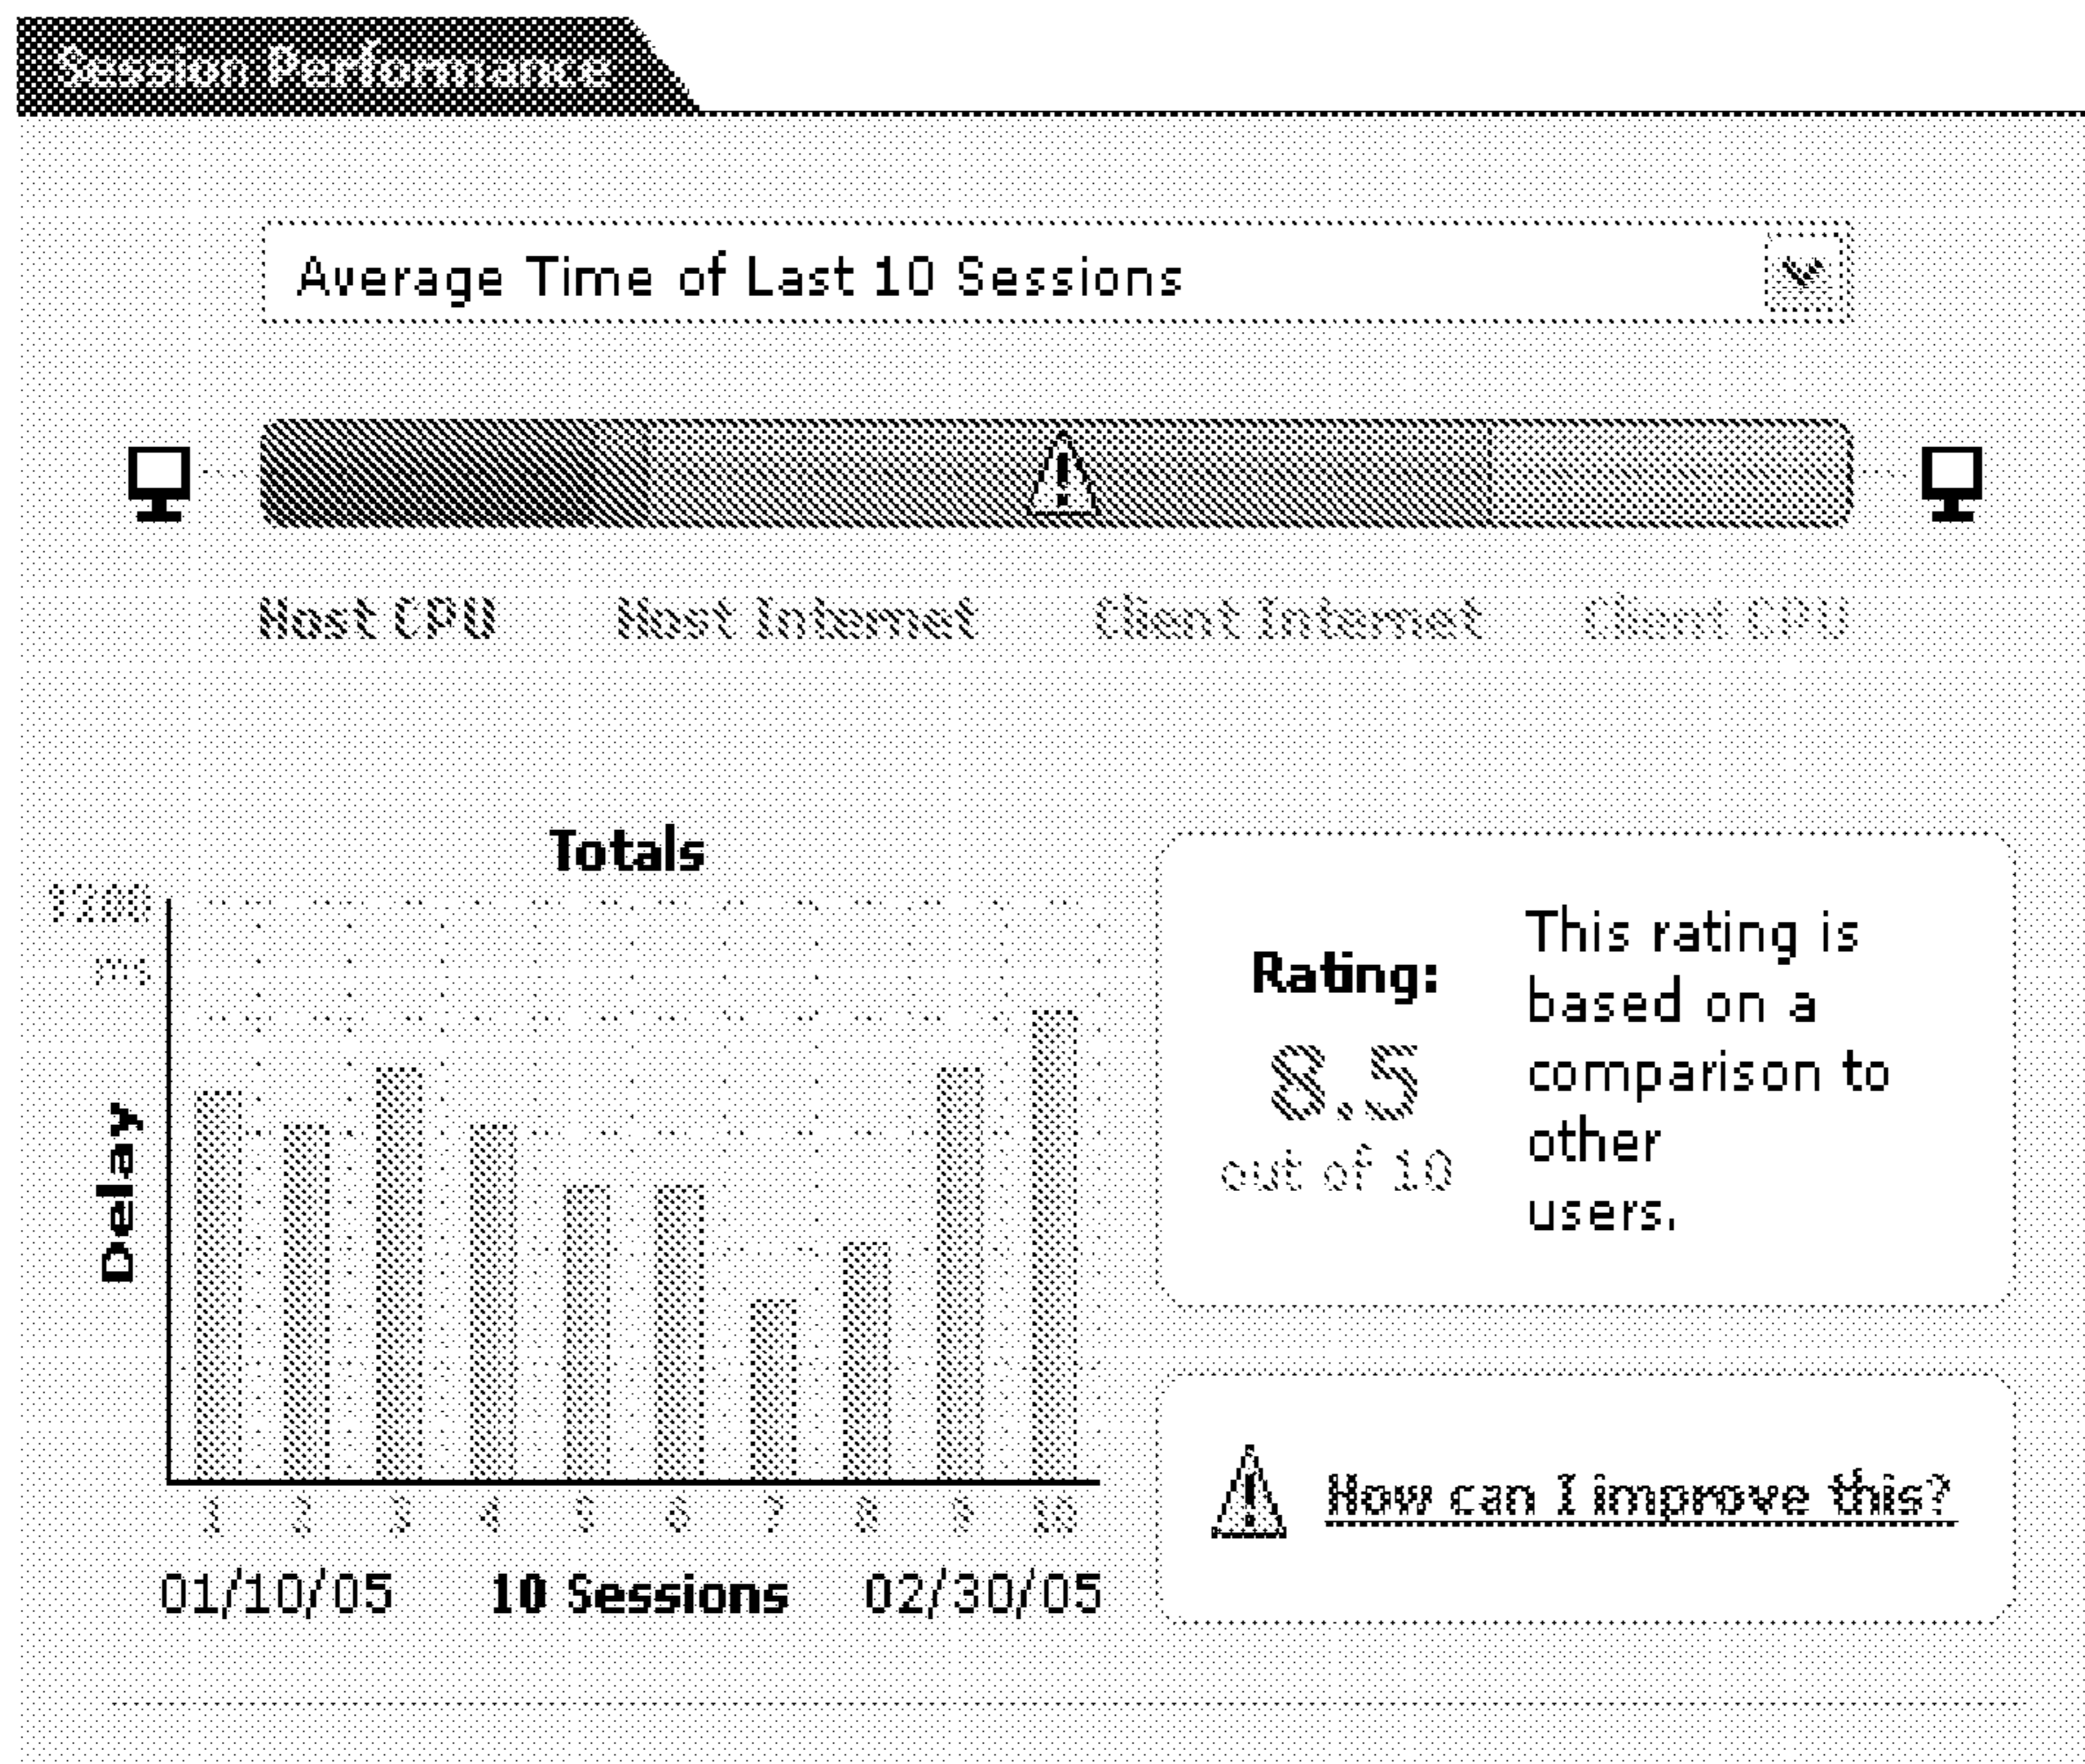 Session Performance
Average Time of Last 10 Sessions
Host CPU Host Internet Client Internet Client CPU
Totals
1200
ms
Delay
1 2 3 4 5 6 7 8 9 10
01/10/05 10 Sessions 02/30/05
Rating:
8.5
out of 10
This rating is
based on a
comparison to
other
users.
How can I improve this?